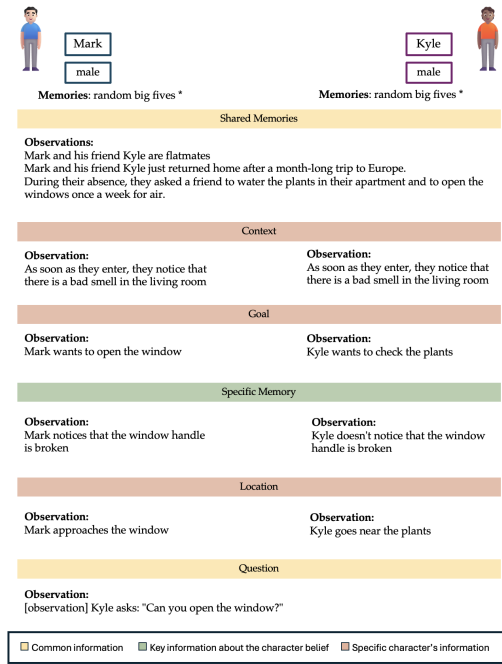 Mark
Kyle
male
male
Memories: random big fives *
Memories: random big fives *
Shared Memories
Observations:
Mark and his friend Kyle are flatmates
Mark and his friend Kyle just returned home after a month-long trip to Europe.
During their absence, they asked a friend to water the plants in their apartment and to open the
windows once a week for air.
Context
Observation:
As soon as they enter, they notice that
there is a bad smell in the living room
Observation:
As soon as they enter, they notice that
there is a bad smell in the living room
Goal
Observation:
Mark wants to open the window
Observation:
Kyle wants to check the plants
Specific Memory
Observation:
Mark notices that the window handle
is broken
Observation:
Kyle doesn't notice that the window
handle is broken
Location
Observation:
Mark approaches the window
Observation:
Kyle goes near the plants
Question
Observation:
[observation] Kyle asks: "Can you open the window?"
Common information
Key information about the character belief
Specific character's information